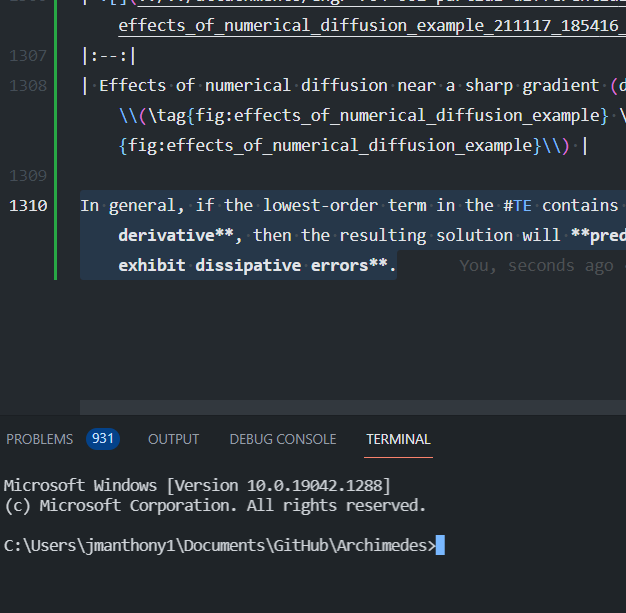 effects_of_numerical_diffusion_example_211117_185416_
1307 |:--:|
1308 | Effects of numerical diffusion near a sharp gradient (d
\\(\tag{fig:effects_of_numerical_diffusion_example} \
{fig:effects_of_numerical_diffusion_example}\\) |
1309
1310 In general, if the lowest-order term in the #TE contains
derivative**, then the resulting solution will **pred
exhibit dissipative errors**. You, seconds ago
PROBLEMS 931 OUTPUT DEBUG CONSOLE TERMINAL
Microsoft Windows [Version 10.0.19042.1288]
(c) Microsoft Corporation. All rights reserved.
C:\Users\jmanthony1\Documents\GitHub\Archimedes>